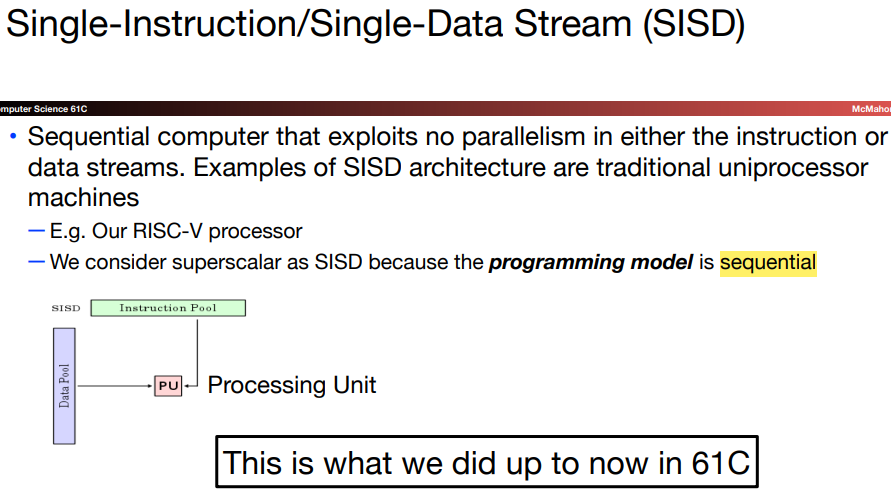 Single-Instruction/Single-Data Stream (SISD)
omputer Science 61C
McMaho
• Sequential computer that exploits no parallelism in either the instruction or
data streams. Examples of SISD architecture are traditional uniprocessor
machines
— E.g. Our RISC-V processor
— We consider superscalar as SISD because the programming model is sequential
SISD
Instruction Pool
Data Pool
PU
Processing Unit
This is what we did up to now in 61C